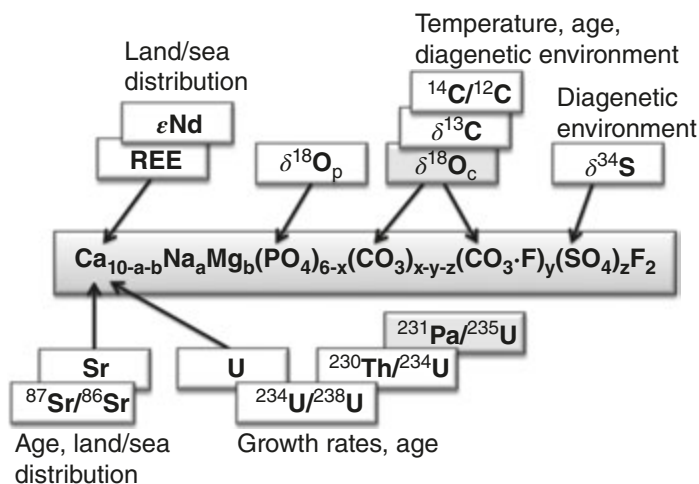 Land/sea
distribution
εNd
REE
Temperature, age,
diagenetic environment
¹⁴C/¹²C
δ¹³C
δ¹⁸Oc
δ¹⁸Op
Diagenetic
environment
δ³⁴S
Ca₁₀₋ₐ₋bNaₐMgb(PO₄)₆₋ₓ(CO₃)ₓ₋y₋z(CO₃·F)y(SO₄)zF₂
Sr
⁸⁷Sr/⁸⁶Sr
Age, land/sea
distribution
U
²³⁴U/²³⁸U
²³⁰Th/²³⁴U
²³¹Pa/²³⁵U
Growth rates, age